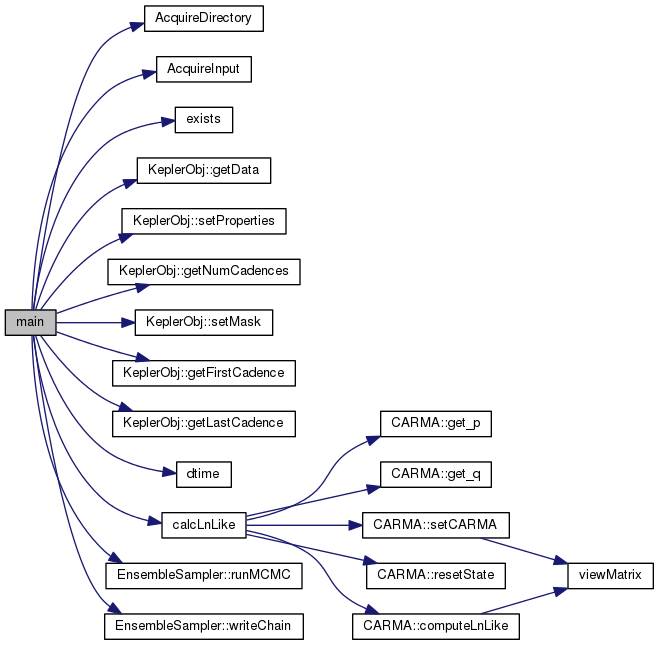 AcquireDirectory
AcquireInput
exists
KeplerObj::getData
KeplerObj::setProperties
KeplerObj::getNumCadences
main
KeplerObj::setMask
KeplerObj::getFirstCadence
KeplerObj::getLastCadence
dtime
calcLnLike
CARMA::get_p
CARMA::get_q
CARMA::setCARMA
CARMA::resetState
CARMA::computeLnLike
viewMatrix
EnsembleSampler::runMCMC
EnsembleSampler::writeChain